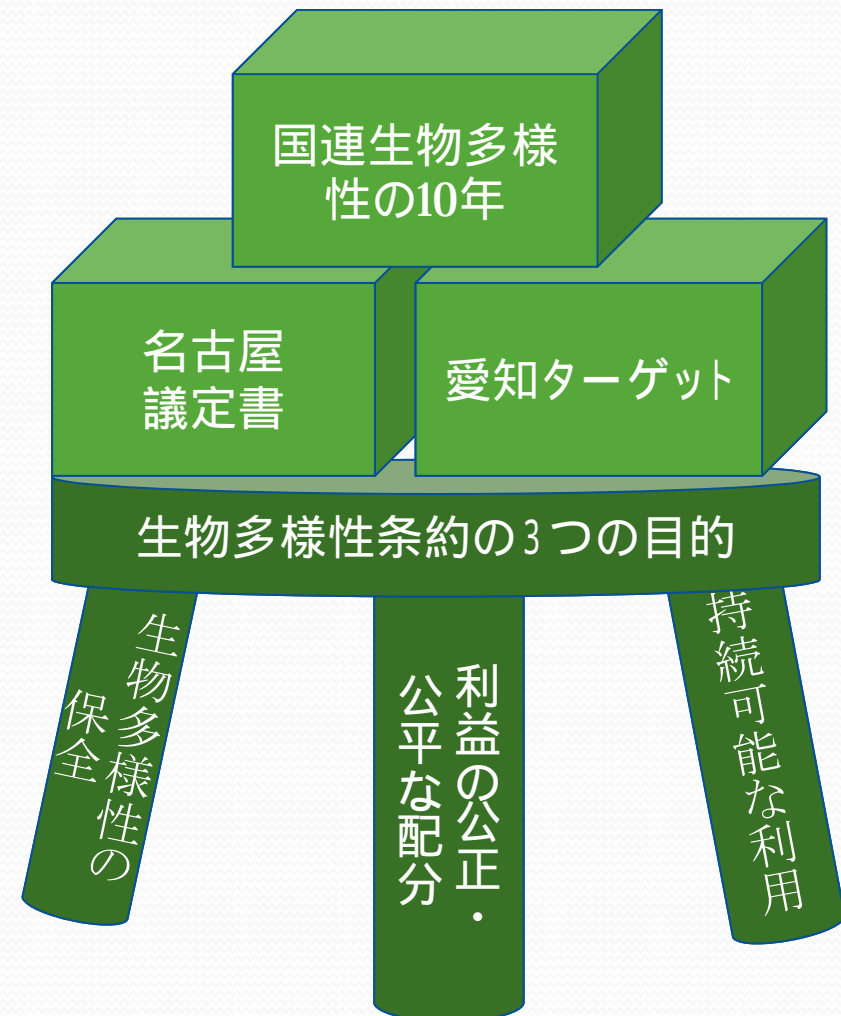 国連生物多様
性の10年
名古屋
議定書
愛知ターゲット
生物多様性条約の3つの目的
生物多様性の
保全
利益の公正・
公平な配分
持続可能な利用